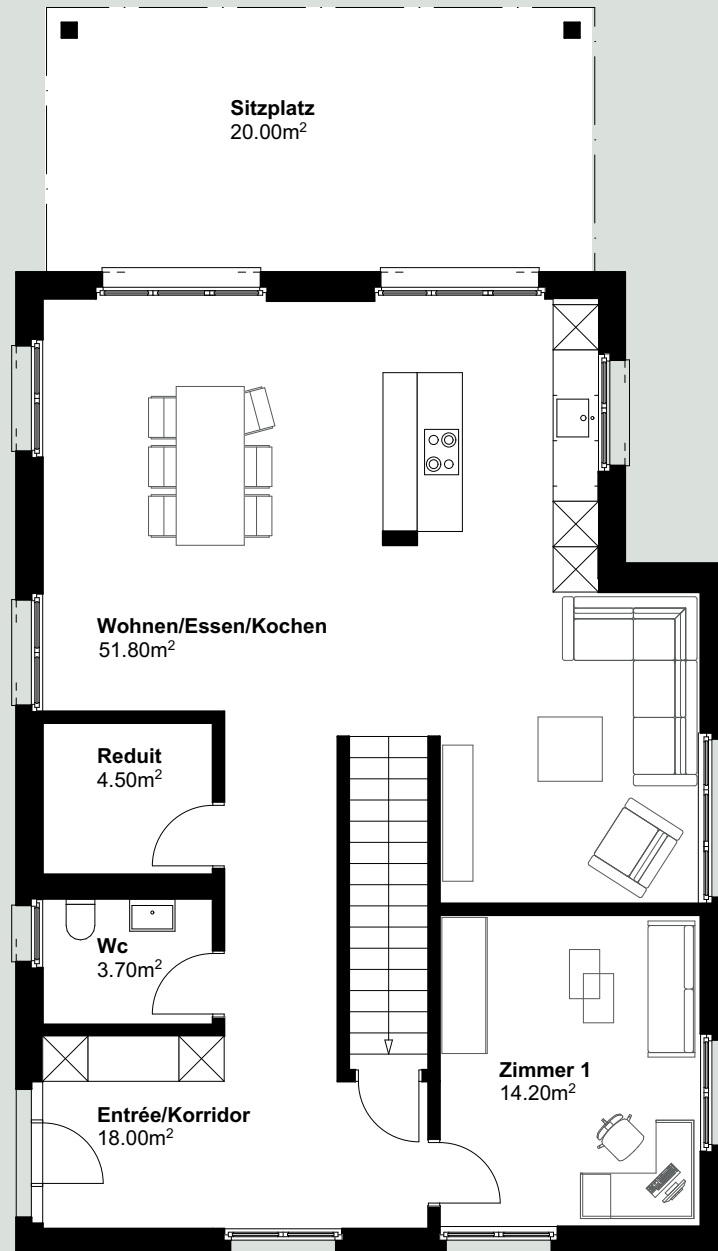 Sitzplatz
20.00m²
Wohnen/Essen/Kochen
51.80m²
Reduit
4.50m²
Wc
3.70m²
Zimmer 1
14.20m²
Entrée/Korridor
18.00m²